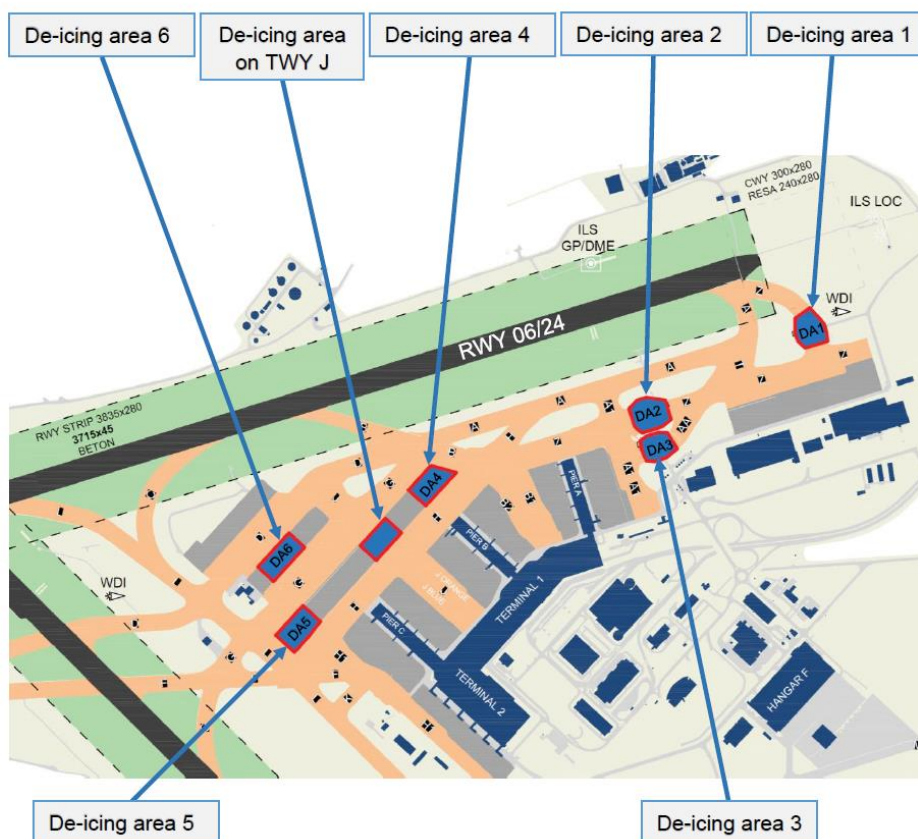 De-icing area 6
De-icing area
on TWY J
De-icing area 4
De-icing area 2
De-icing area 1
CWY 300x280
RESA 240x280
ILS LOC
ILS
GP/DME
WDI
DA1
RWY 06/24
DA2
DA3
RWY STRIP 3835x280
3715x45
BETON
DA4
PIER A
DA6
PIER B
WDI
TERMINAL 1
J ORANGE
J BLUE
DA5
PIER C
TERMINAL 2
HANGAR F
De-icing area 5
De-icing area 3